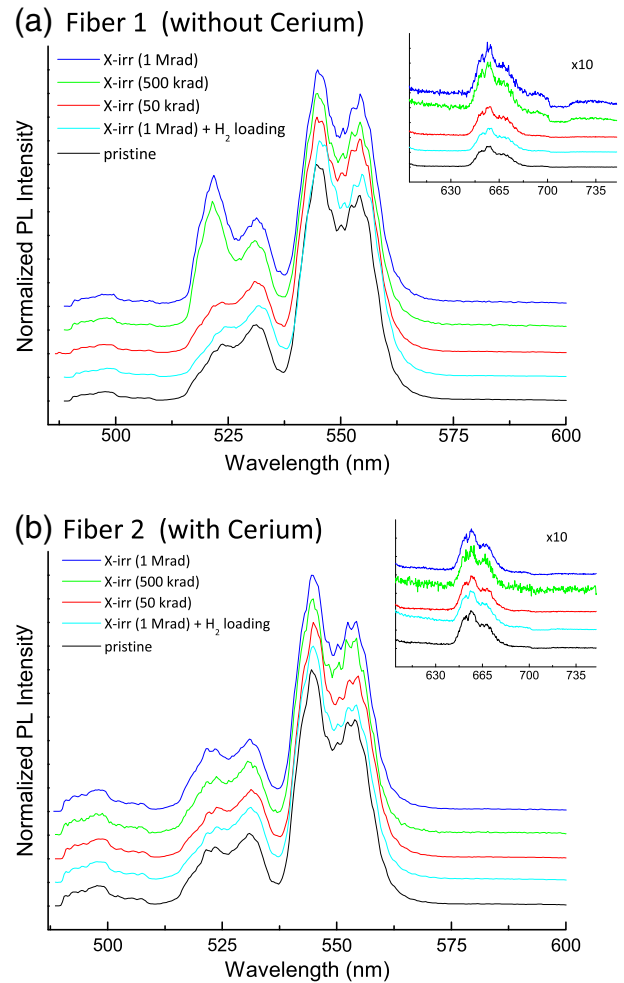 (a) Fiber 1 (without Cerium)
X-irr (1 Mrad)
X-irr (500 krad)
X-irr (50 krad)
X-irr (1 Mrad) + H2 loading
pristine
x10
630 665 700 735
Normalized PL Intensity
500 525 550 575 600
Wavelength (nm)
(b) Fiber 2 (with Cerium)
X-irr (1 Mrad)
X-irr (500 krad)
X-irr (50 krad)
X-irr (1 Mrad) + H2 loading
pristine
x10
630 665 700 735
Normalized PL Intensity
500 550 550 600
Wavelength (nm)